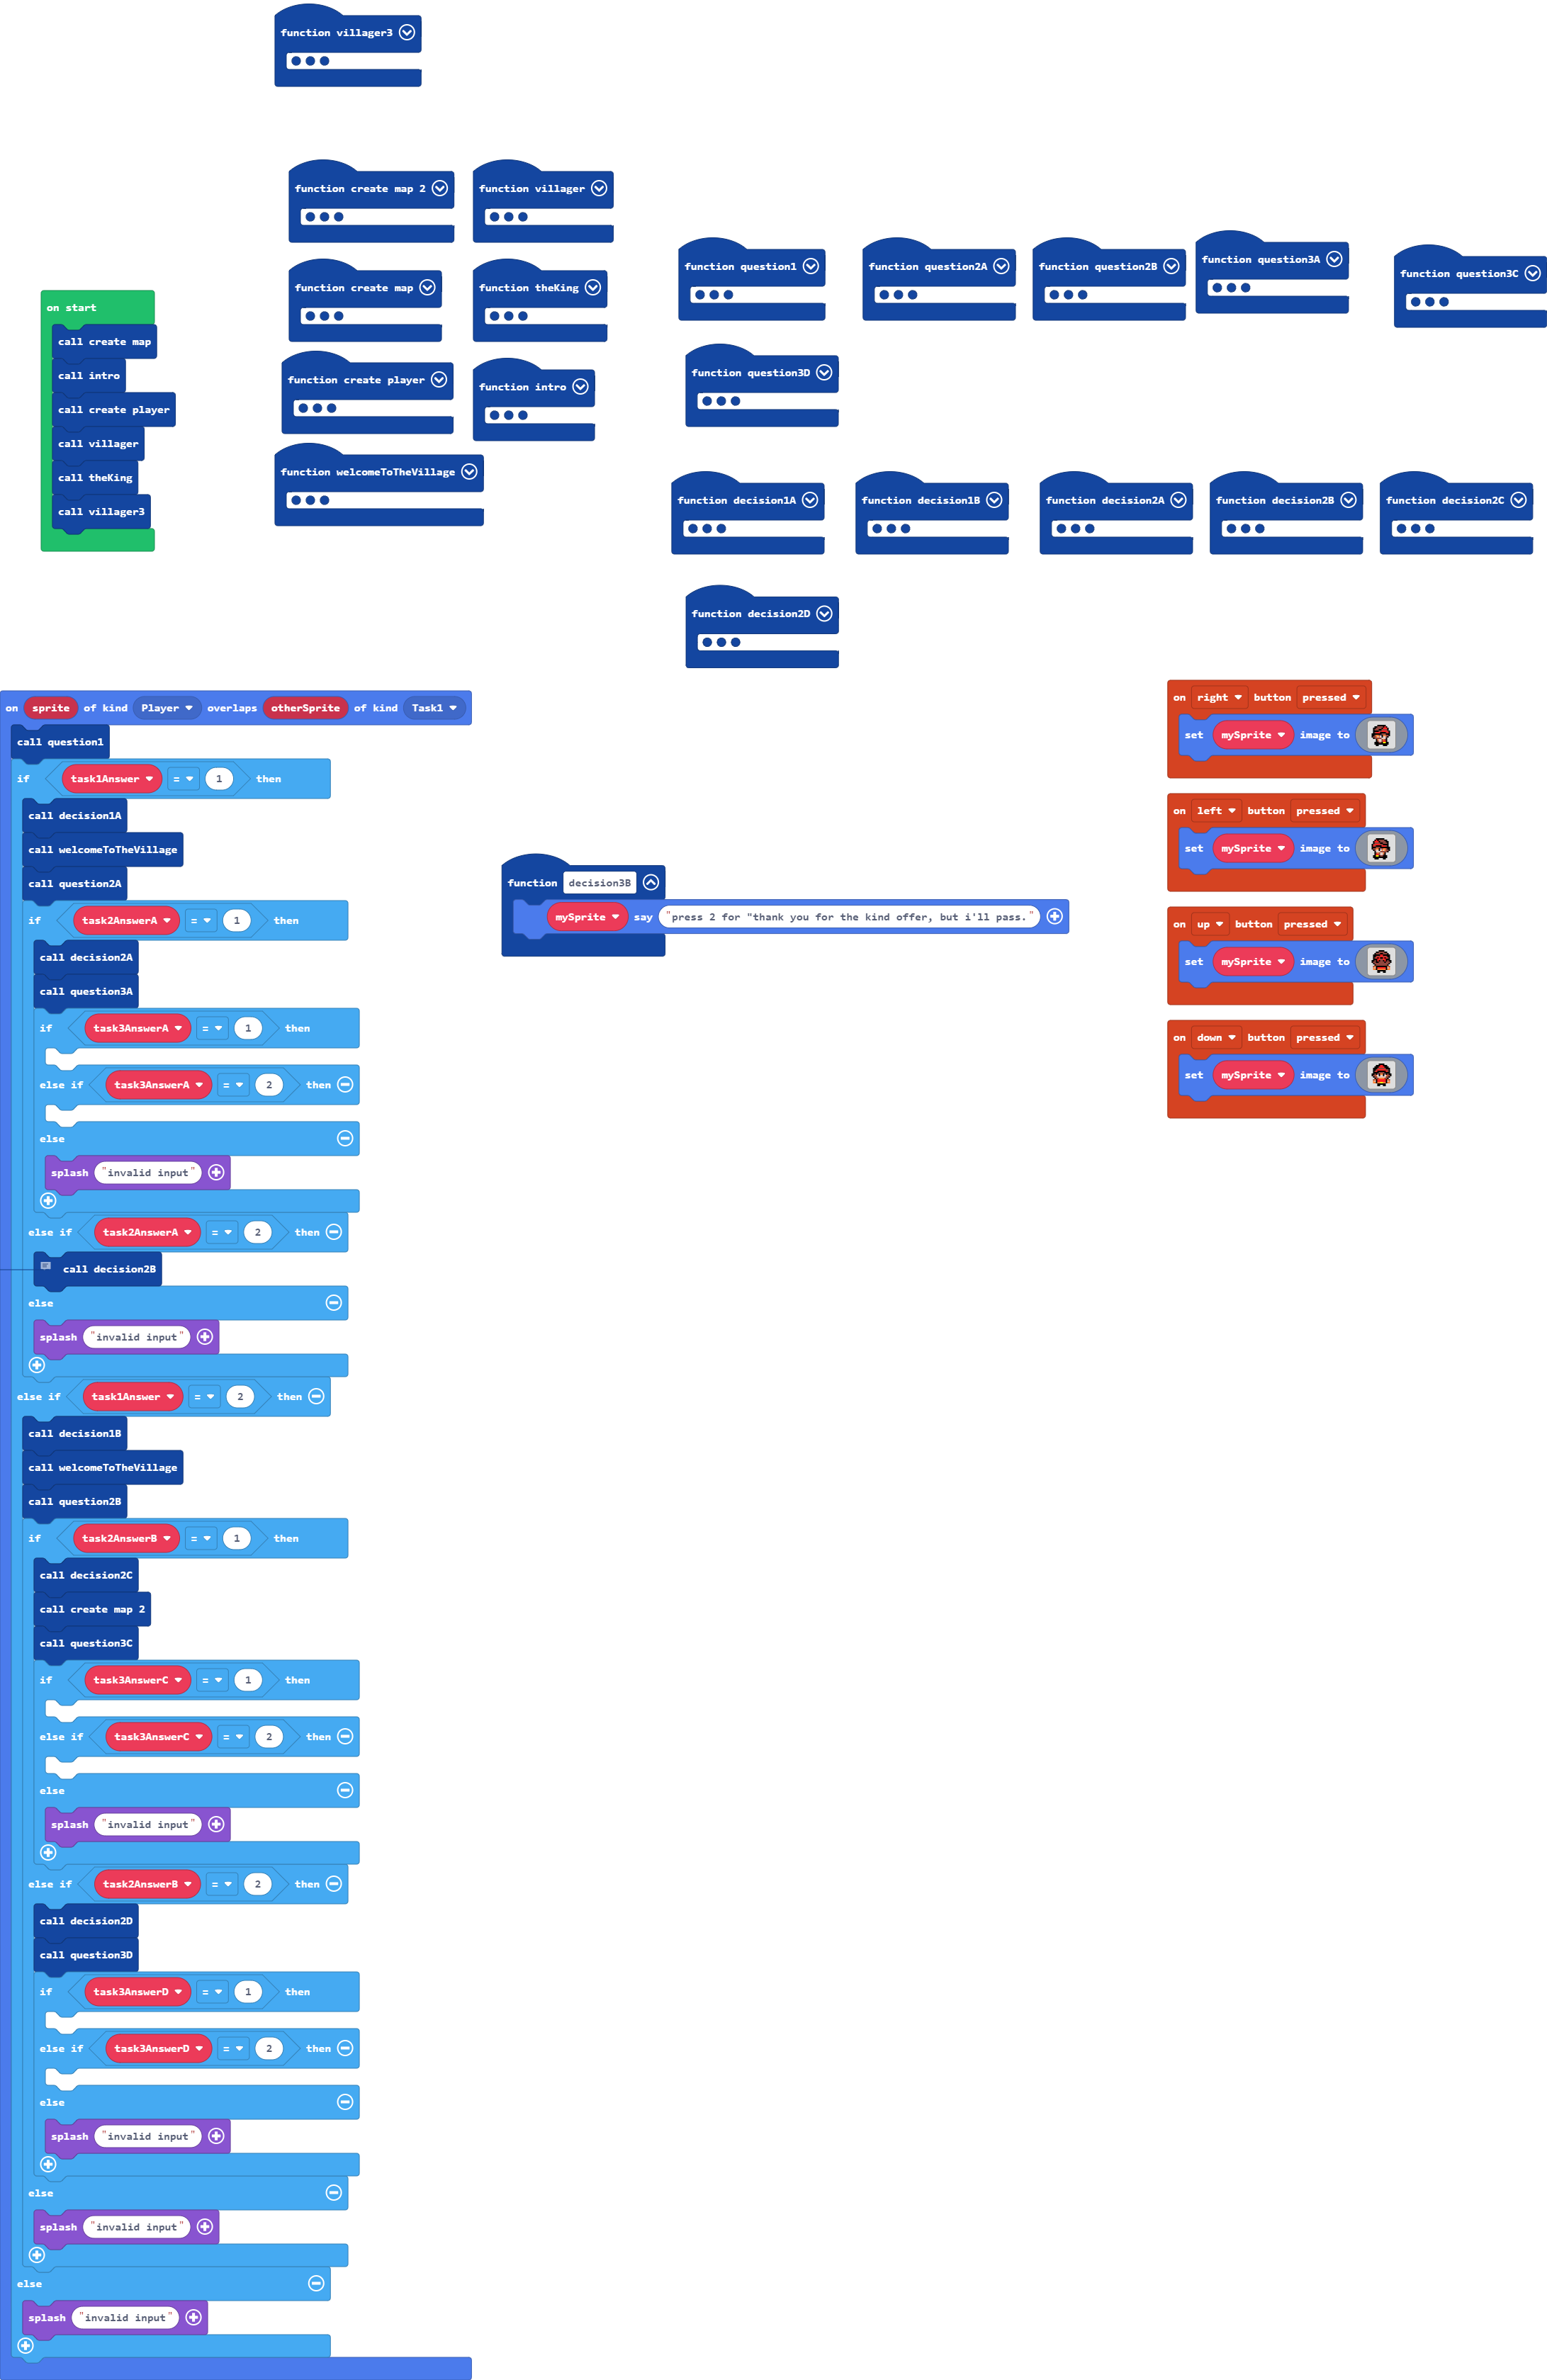 function villager3
function create map 2
function villager
function create map
function theKing
function create player
function intro
function welcomeToTheVillage
function question1
function question2A
function question2B
function question3A
function question3C
function question3D
function decision1A
function decision1B
function decision2A
function decision2B
function decision2C
function decision2D
on start
call create map
call intro
call create player
call villager
call theKing
call villager3
on sprite of kind Player overlaps otherSprite of kind Task1
call question1
if task1Answer = 1 then
call decision1A
call welcomeToTheVillage
call question2A
if task2AnswerA = 1 then
call decision2A
call question3A
if task3AnswerA = 1 then
else if task3AnswerA = 2 then
else
splash "invalid input"
else if task2AnswerA = 2 then
call decision2B
else
splash "invalid input"
else if task1Answer = 2 then
call decision1B
call welcomeToTheVillage
call question2B
if task2AnswerB = 1 then
call decision2C
call create map 2
call question3C
if task3AnswerC = 1 then
else if task3AnswerC = 2 then
else
splash "invalid input"
else if task2AnswerB = 2 then
call decision2D
call question3D
if task3AnswerD = 1 then
else if task3AnswerD = 2 then
else
splash "invalid input"
else
splash "invalid input"
else
splash "invalid input"
function decision3B
mySprite say "press 2 for "thank you for the kind offer, but i'll pass."
on right button pressed
set mySprite image to
on left button pressed
set mySprite image to
on up button pressed
set mySprite image to
on down button pressed
set mySprite image to